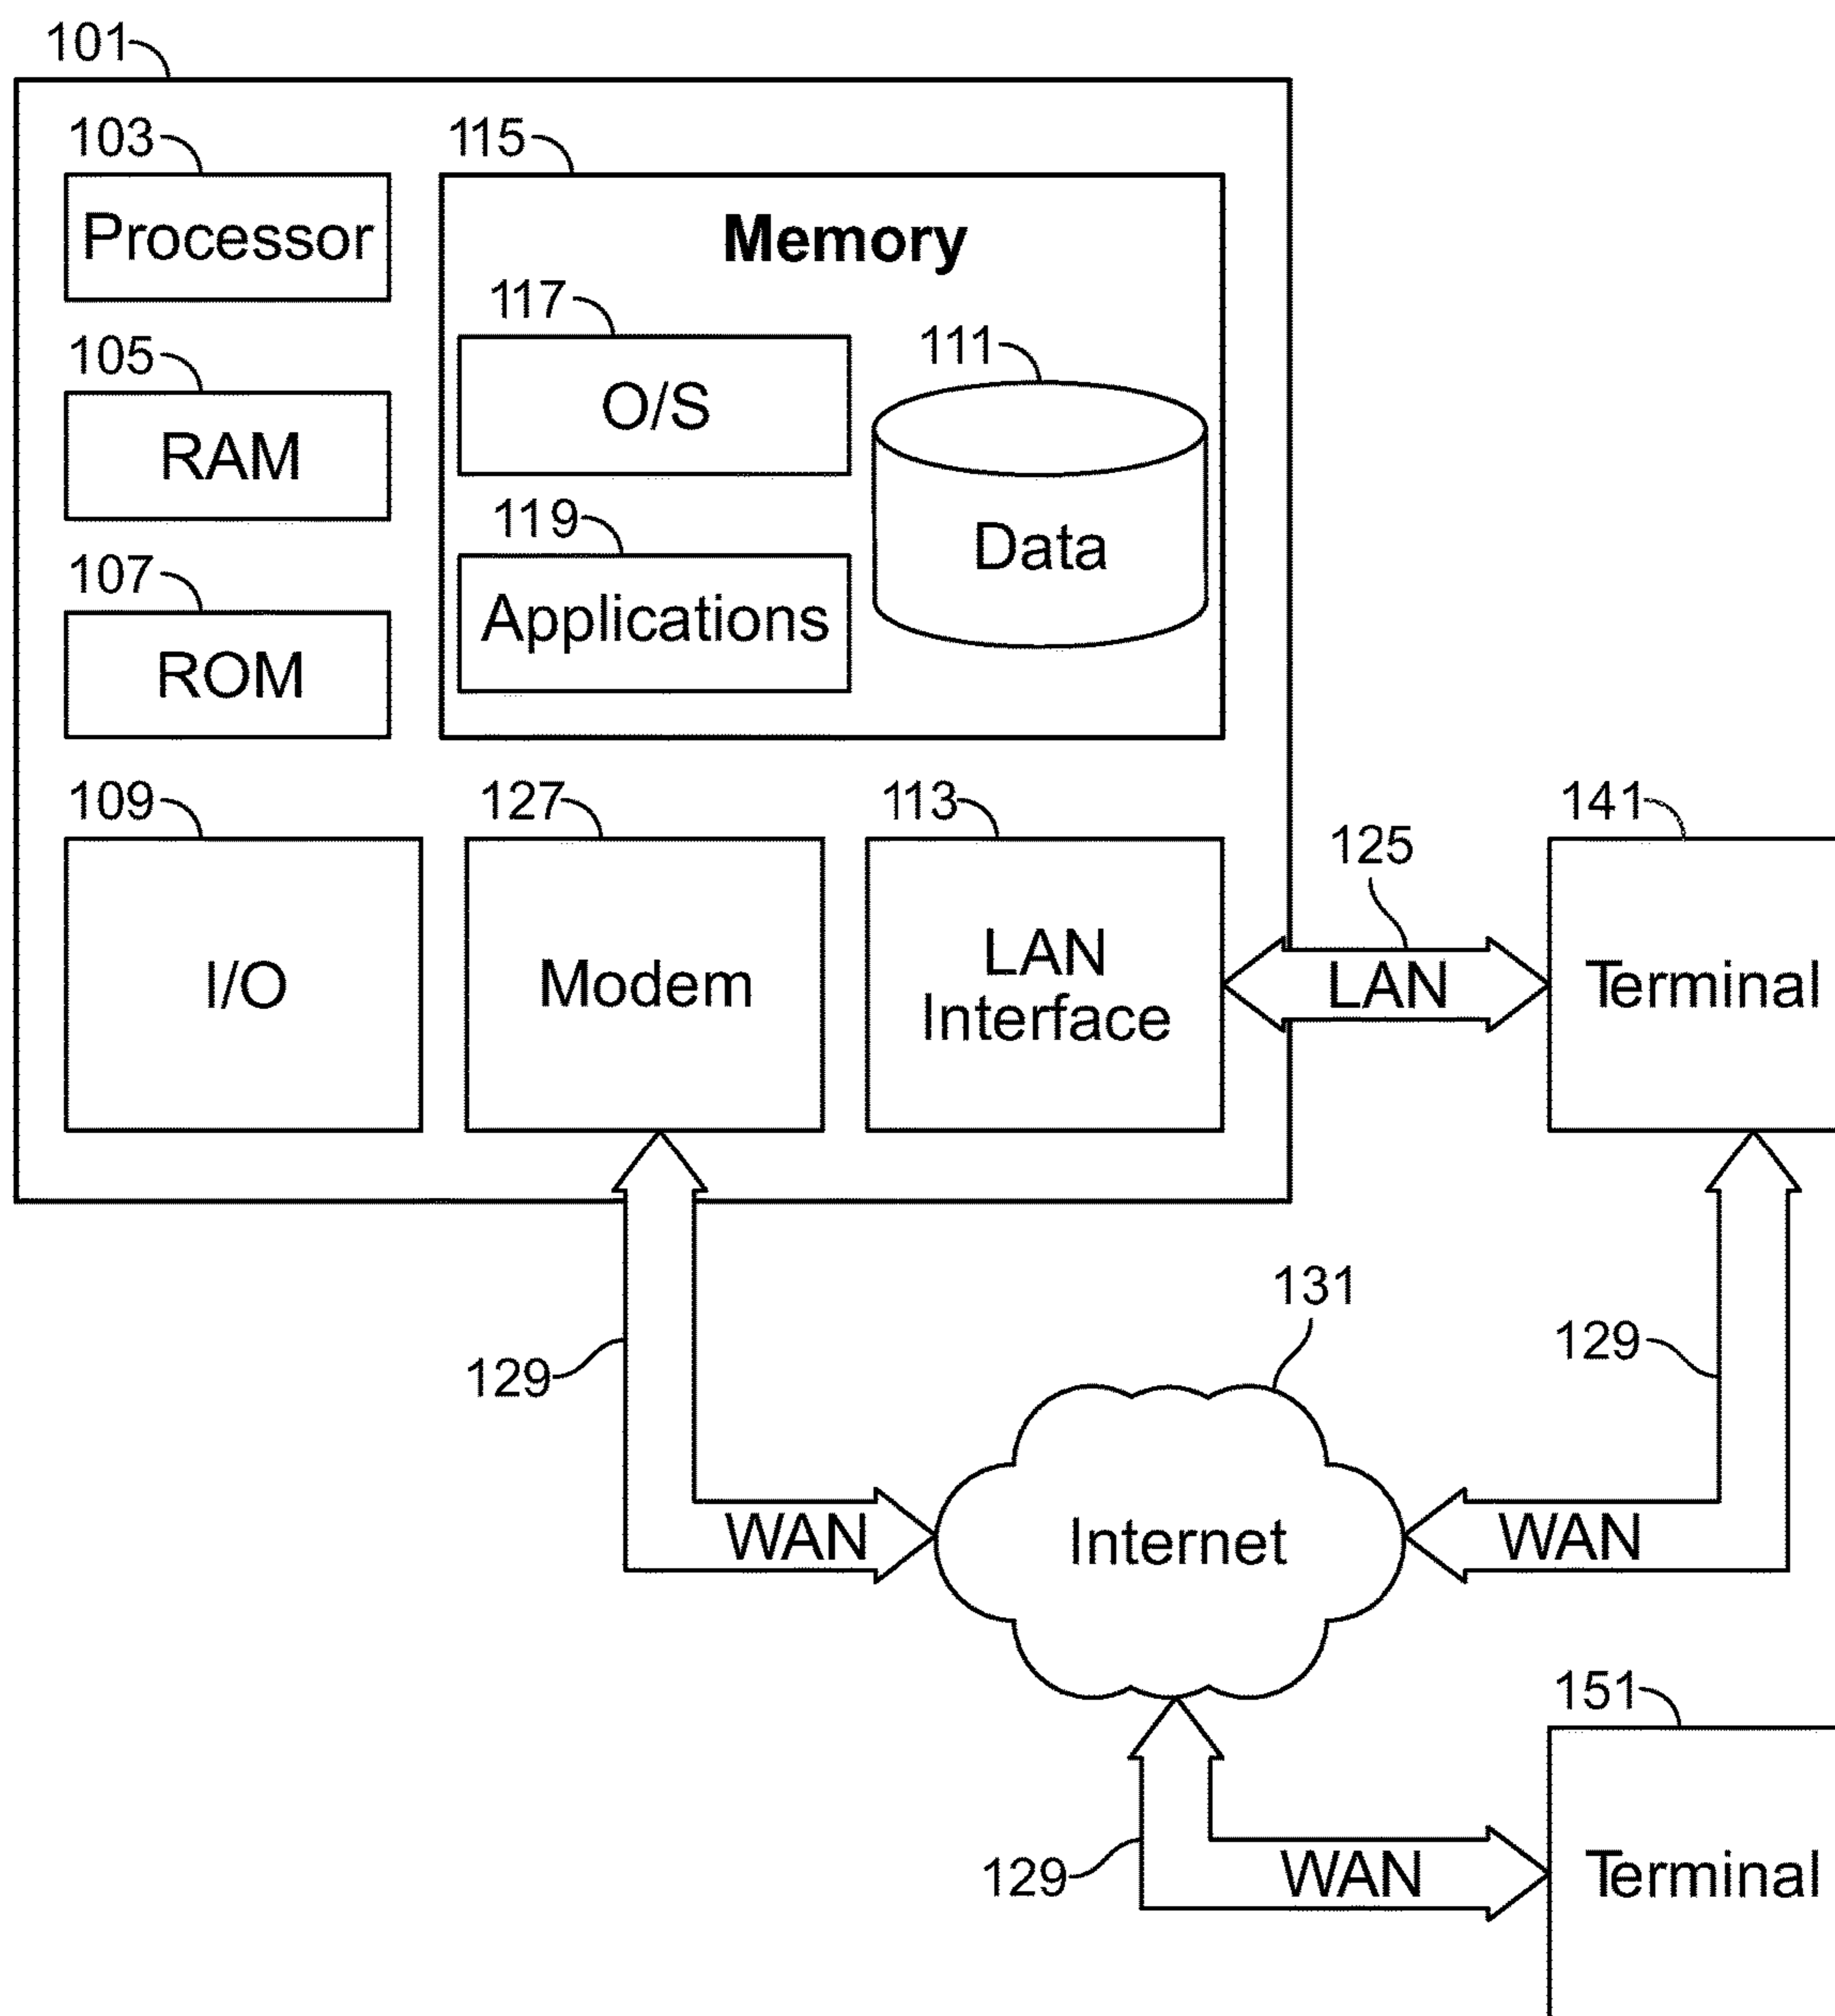 101
103
Processor
105
RAM
107
ROM
115
Memory
117
O/S
111
Data
119
Applications
109
I/O
127
Modem
113
LAN
Interface
125
LAN
141
Terminal
129
WAN
131
Internet
129
WAN
129
WAN
151
Terminal